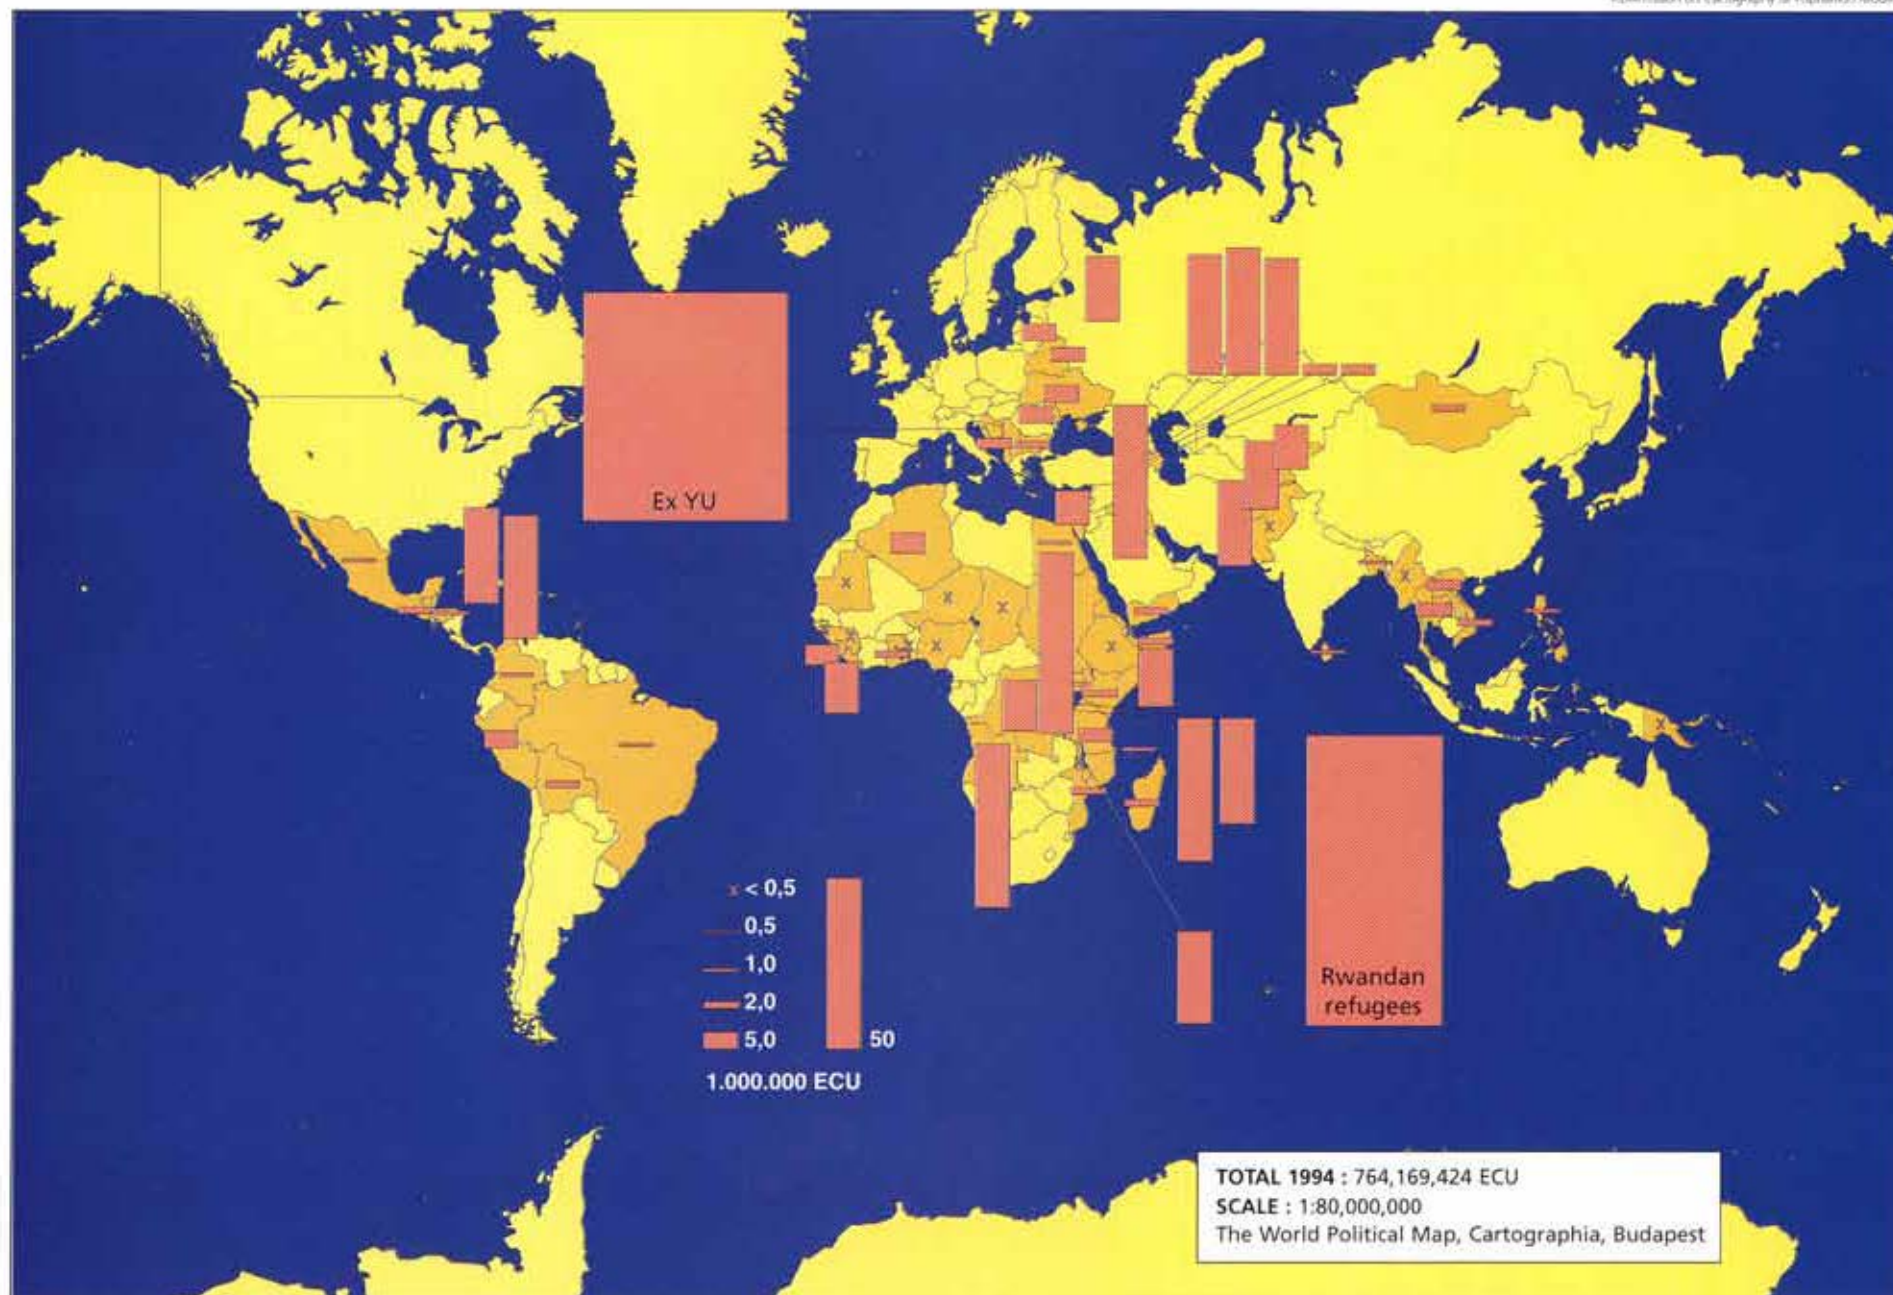 Ex YU
x
x
x
x
x
x
x
x
x < 0,5
0,5
1,0
2,0
5,0
50
1.000.000 ECU
Rwandan
refugees
TOTAL 1994 : 764,169,424 ECU
SCALE : 1:80,000,000
The World Political Map, Cartographia, Budapest